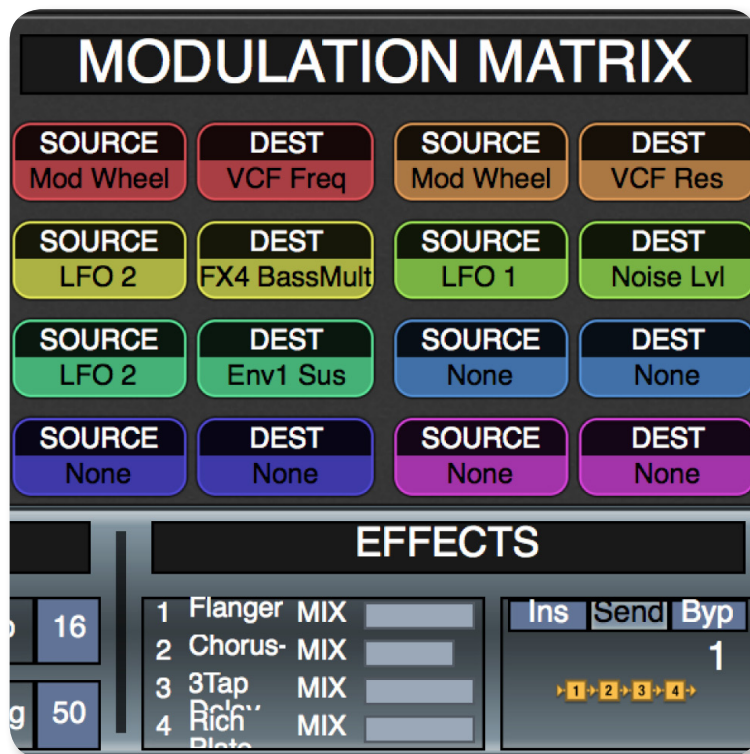 MODULATION MATRIX
SOURCE DEST SOURCE DEST
Mod Wheel VCF Freq Mod Wheel VCF Res
SOURCE DEST SOURCE DEST
LFO 2 FX4 BassMult LFO 1 Noise Lvl
SOURCE DEST SOURCE DEST
LFO 2 Env1 Sus None None
SOURCE DEST SOURCE DEST
None None None None
EFFECTS
16
g 50
1 Flanger MIX
2 Chorus- MIX
3 3Tap MIX
Delay
4 Rich MIX
Plate
Ins Send Byp
1
1 2 3 4